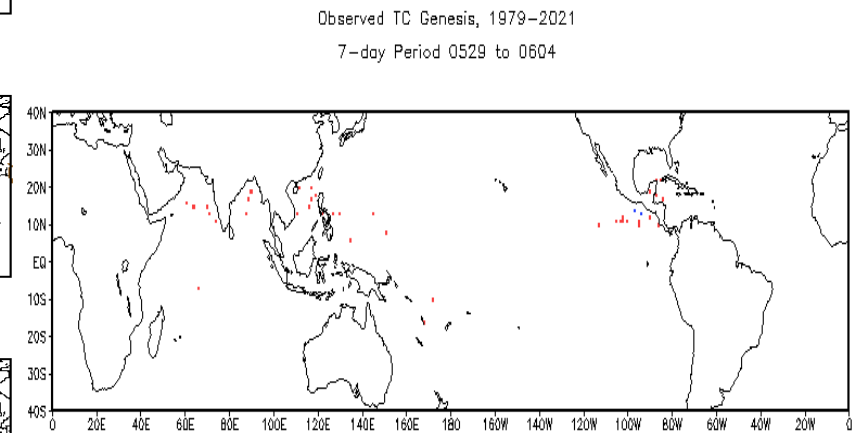 Observed TC Genesis, 1979-2021
7-day Period 0529 to 0604
40N
30N
20N
10N
EQ
10S
20S
30S
40S
0 20E 40E 60E 80E 100E 120E 140E 160E 180 160W 140W 120W 100W 80W 60W 40W 20W 0